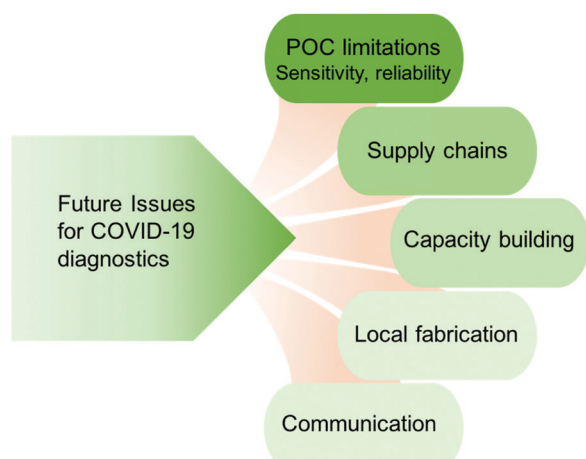 Future Issues
for COVID-19
diagnostics
POC limitations
Sensitivity, reliability
Supply chains
Capacity building
Local fabrication
Communication